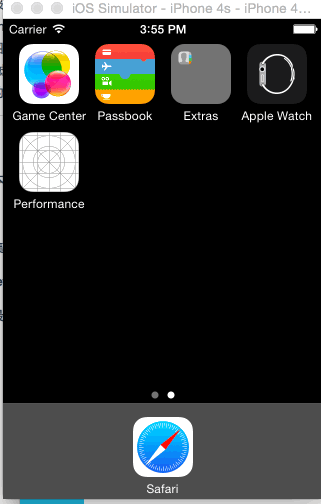 iOS Simulator - iPhone 4s - iPhone 4...
Carrier 3:55 PM
Game Center Passbook Extras Apple Watch
Performance
Safari